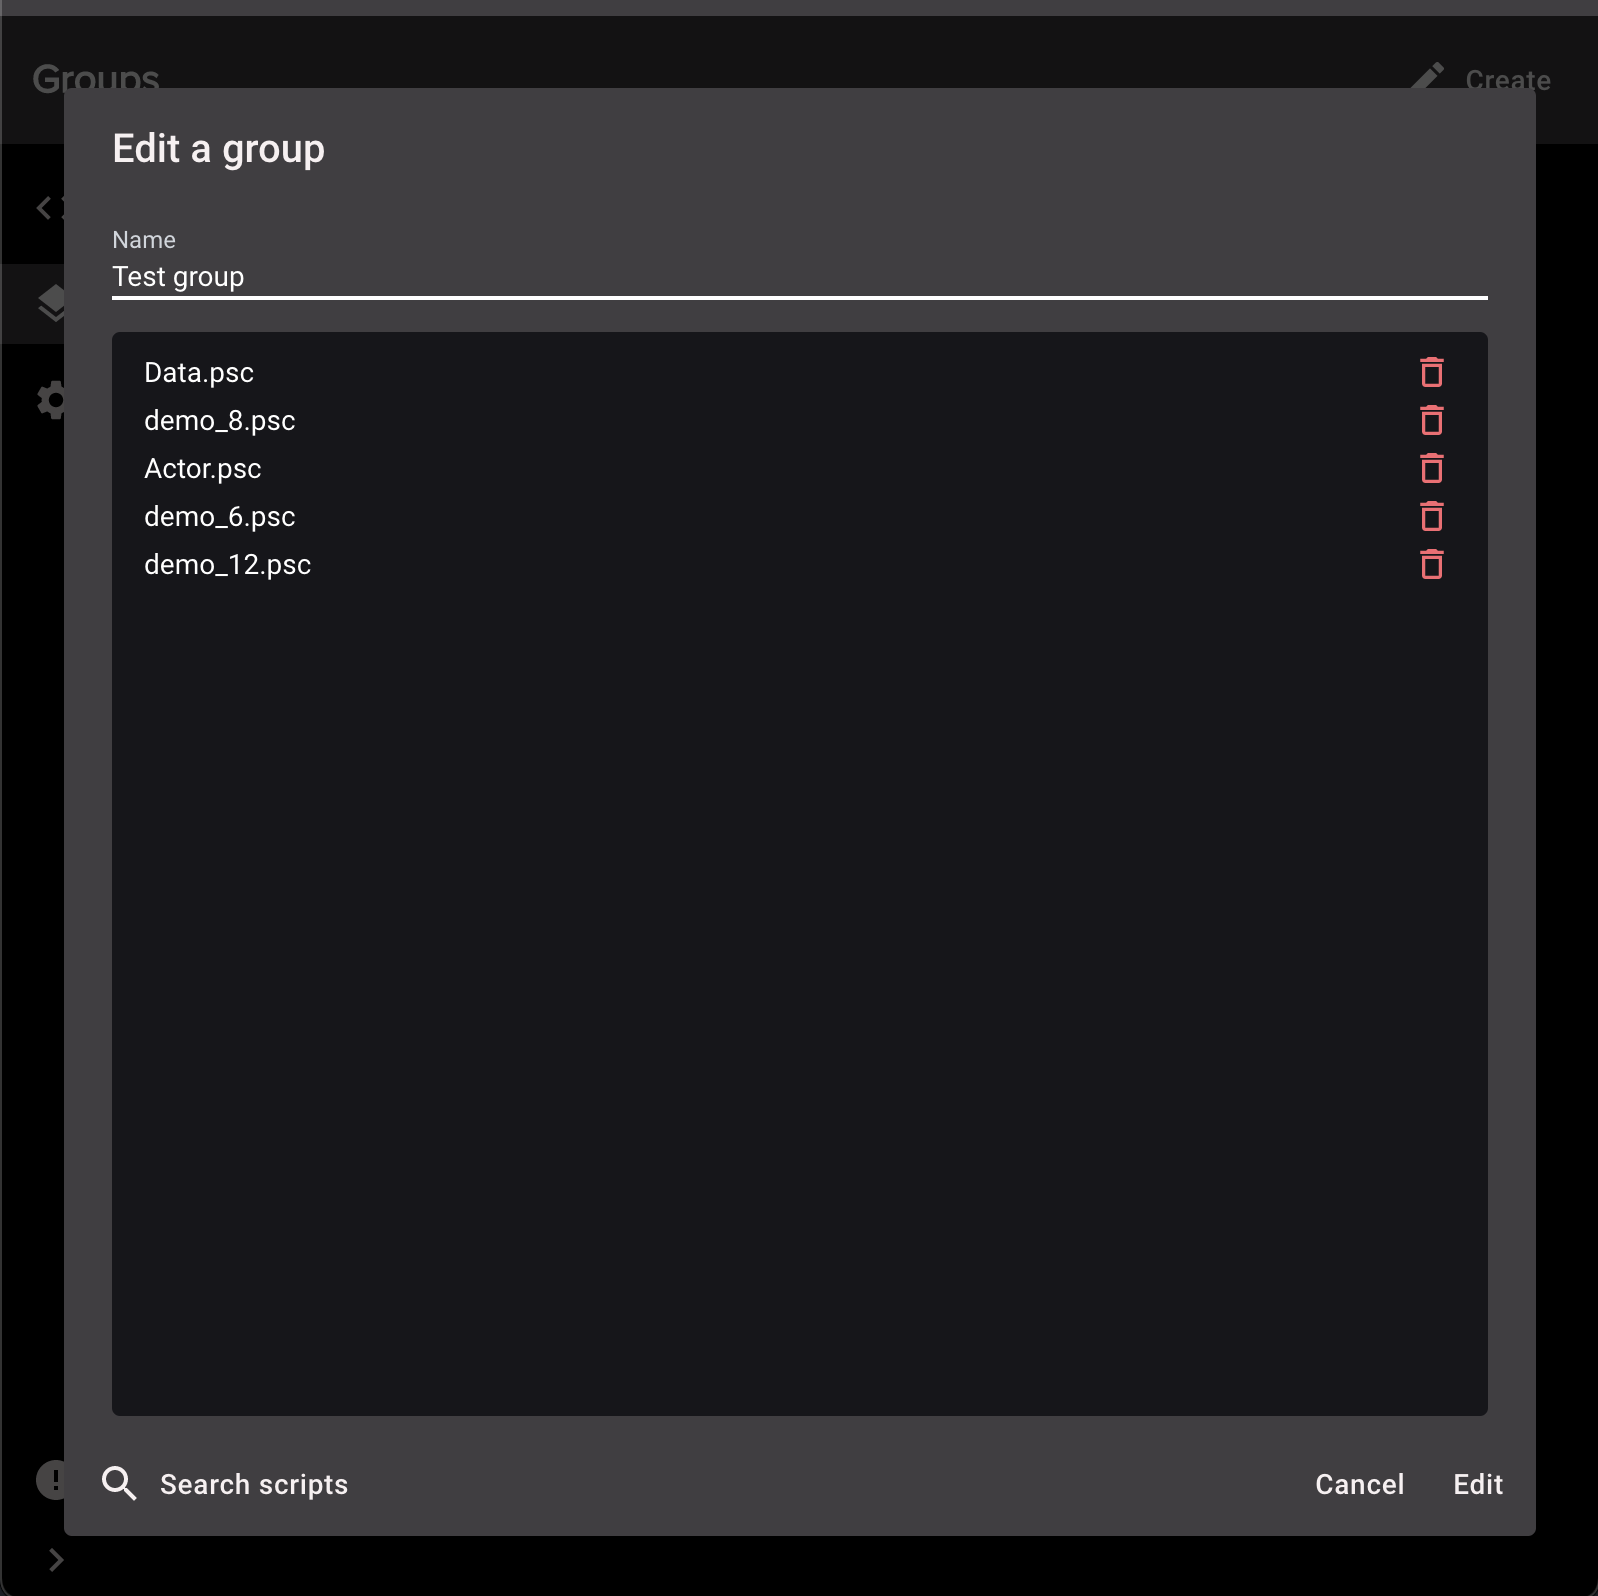 Groups
Create
Edit a group
Name
Test group
Data.psc
demo_8.psc
Actor.psc
demo_6.psc
demo_12.psc
Search scripts
Cancel
Edit